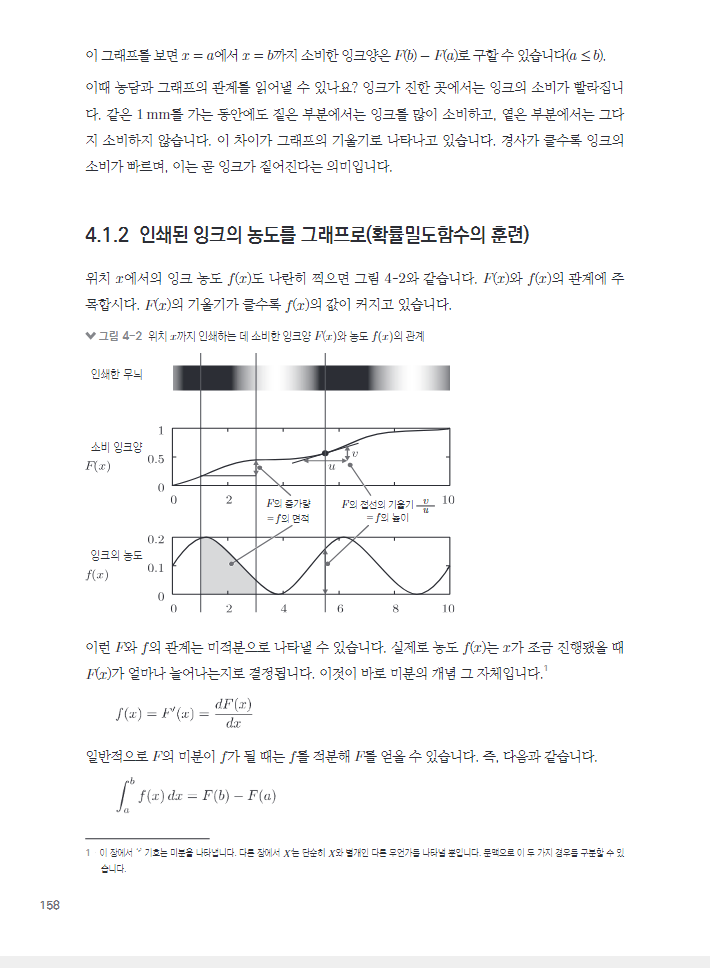 이 그래프를 보면 x = a에서 x = b까지 소비한 잉크양은 F(b) − F(a)로 구할 수 있습니다(a ≤ b).
이때 농담과 그래프의 관계를 읽어낼 수 있나요? 잉크가 진한 곳에서는 잉크의 소비가 빨라집니
다. 같은 1 mm를 가는 동안에도 짙은 부분에서는 잉크를 많이 소비하고, 옅은 부분에서는 그다
지 소비하지 않습니다. 이 차이가 그래프의 기울기로 나타나고 있습니다. 경사가 클수록 잉크의
소비가 빠르며, 이는 곧 잉크가 짙어진다는 의미입니다.
4.1.2 인쇄된 잉크의 농도를 그래프로(확률밀도함수의 훈련)
위치 x에서의 잉크 농도 f(x)도 나란히 찍으면 그림 4-2와 같습니다. F(x)와 f(x)의 관계에 주
목합시다. F(x)의 기울기가 클수록 f(x)의 값이 커지고 있습니다.
그림 4-2 위치 x까지 인쇄하는 데 소비한 잉크양 F(x)와 농도 f(x)의 관계
인쇄한 무늬
소비 잉크양
F(x)
1
0.5
0
u
v
0 2 10
F의 증가량
= f의 면적
F의 접선의 기울기 v/u
= f의 높이
잉크의 농도
f(x)
0.2
0.1
0
0 2 4 6 8 10
이런 F와 f의 관계는 미적분으로 나타낼 수 있습니다. 실제로 농도 f(x)는 x가 조금 진행됐을 때
F(x)가 얼마나 늘어나는지로 결정됩니다. 이것이 바로 미분의 개념 그 자체입니다.1
f(x) = F′(x) = dF(x)/dx
일반적으로 F의 미분이 f가 될 때는 f를 적분해 F를 얻을 수 있습니다. 즉, 다음과 같습니다.
∫_a^b f(x) dx = F(b) − F(a)
1 이 장에서 '′' 기호는 미분을 나타냅니다. 다른 장에서 X′는 단순히 X와 별개인 다른 무언가를 나타낼 뿐입니다. 문맥으로 이 두 가지 경우를 구분할 수 있
습니다.
158